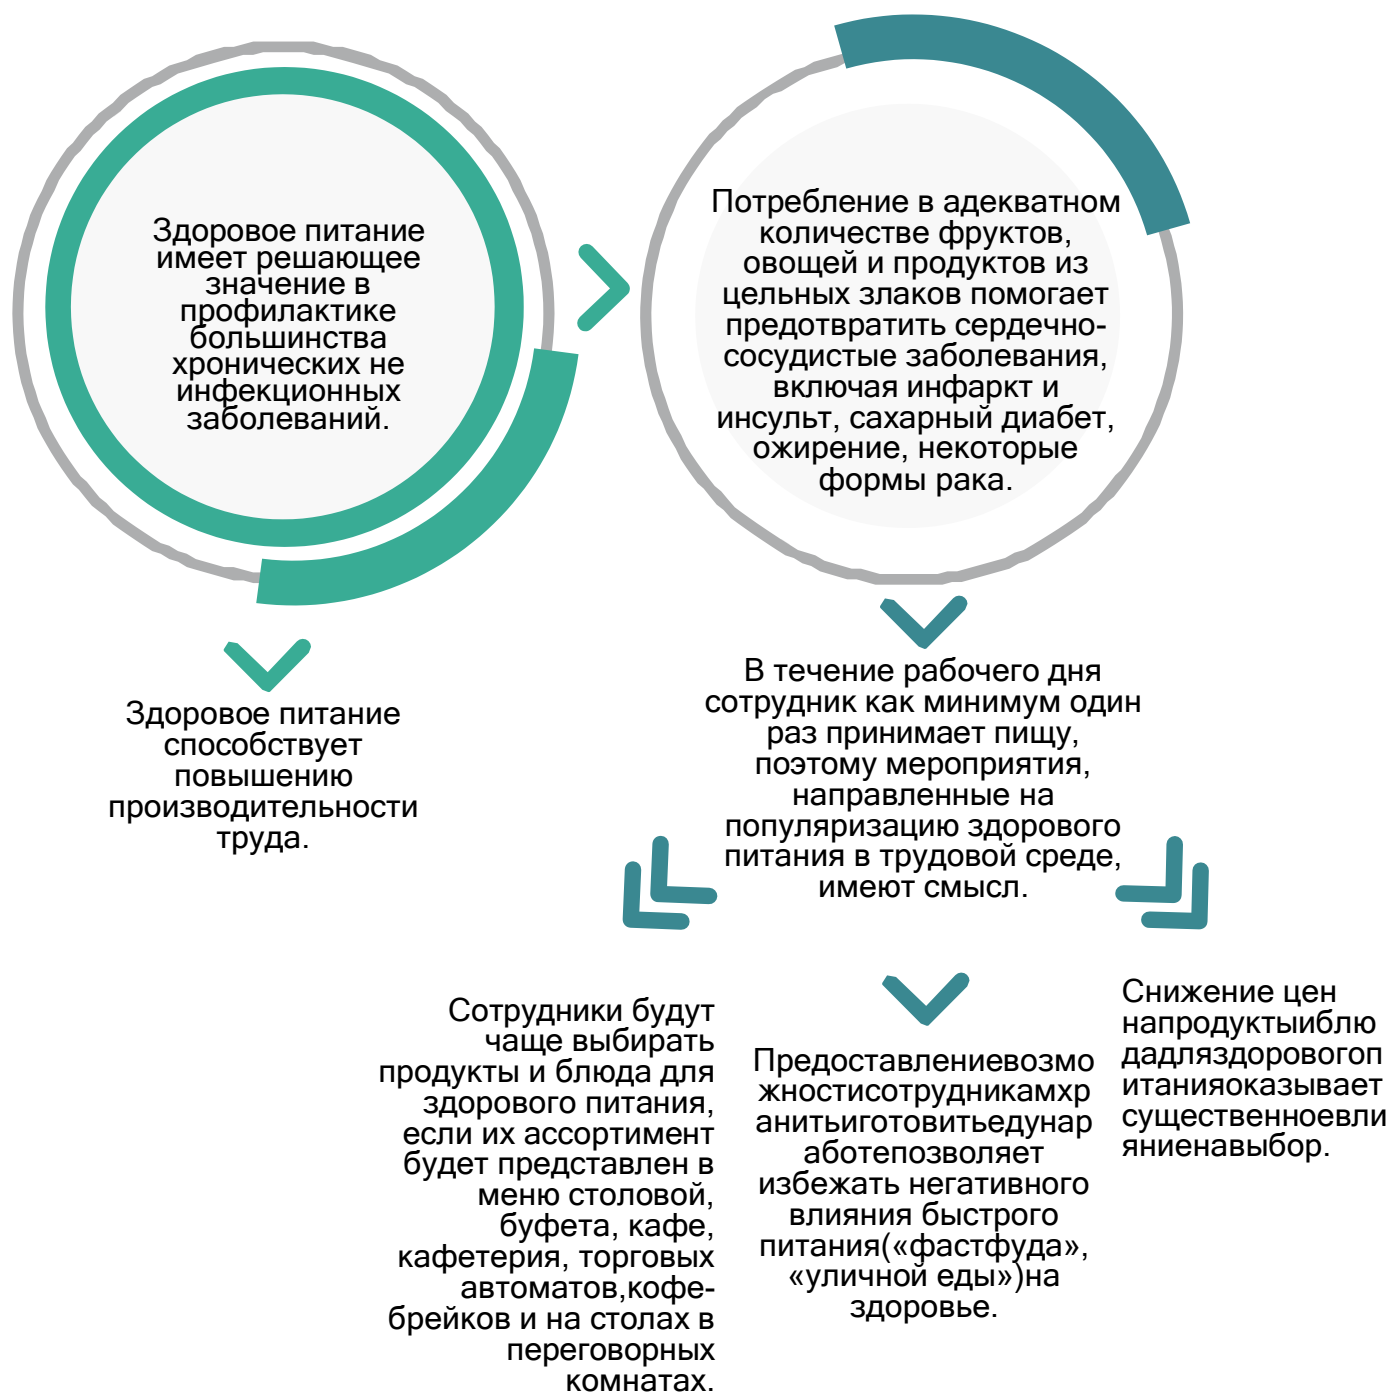 Здоровое питание
имеет решающее
значение в
профилактике
большинства
хронических не
инфекционных
заболеваний.
Потребление в адекватном
количестве фруктов,
овощей и продуктов из
цельных злаков помогает
предотвратить сердечно-
сосудистые заболевания,
включая инфаркт и
инсульт, сахарный диабет,
ожирение, некоторые
формы рака.
Здоровое питание
способствует
повышению
производительности
труда.
В течение рабочего дня
сотрудник как минимум один
раз принимает пищу,
поэтому мероприятия,
направленные на
популяризацию здорового
питания в трудовой среде,
имеют смысл.
Сотрудники будут
чаще выбирать
продукты и блюда для
здорового питания,
если их ассортимент
будет представлен в
меню столовой,
буфета, кафе,
кафетерия, торговых
автоматов,кофе-
брейков и на столах в
переговорных
комнатах.
Предоставлениевозмо
жностисотрудникамхр
анитьиготовитьедунар
аботепозволяет
избежать негативного
влияния быстрого
питания(«фастфуда»,
«уличной еды»)на
здоровье.
Снижение цен
напродуктыиблю
дадляздоровогоп
итанияоказывает
существенноевли
яниенавыбор.